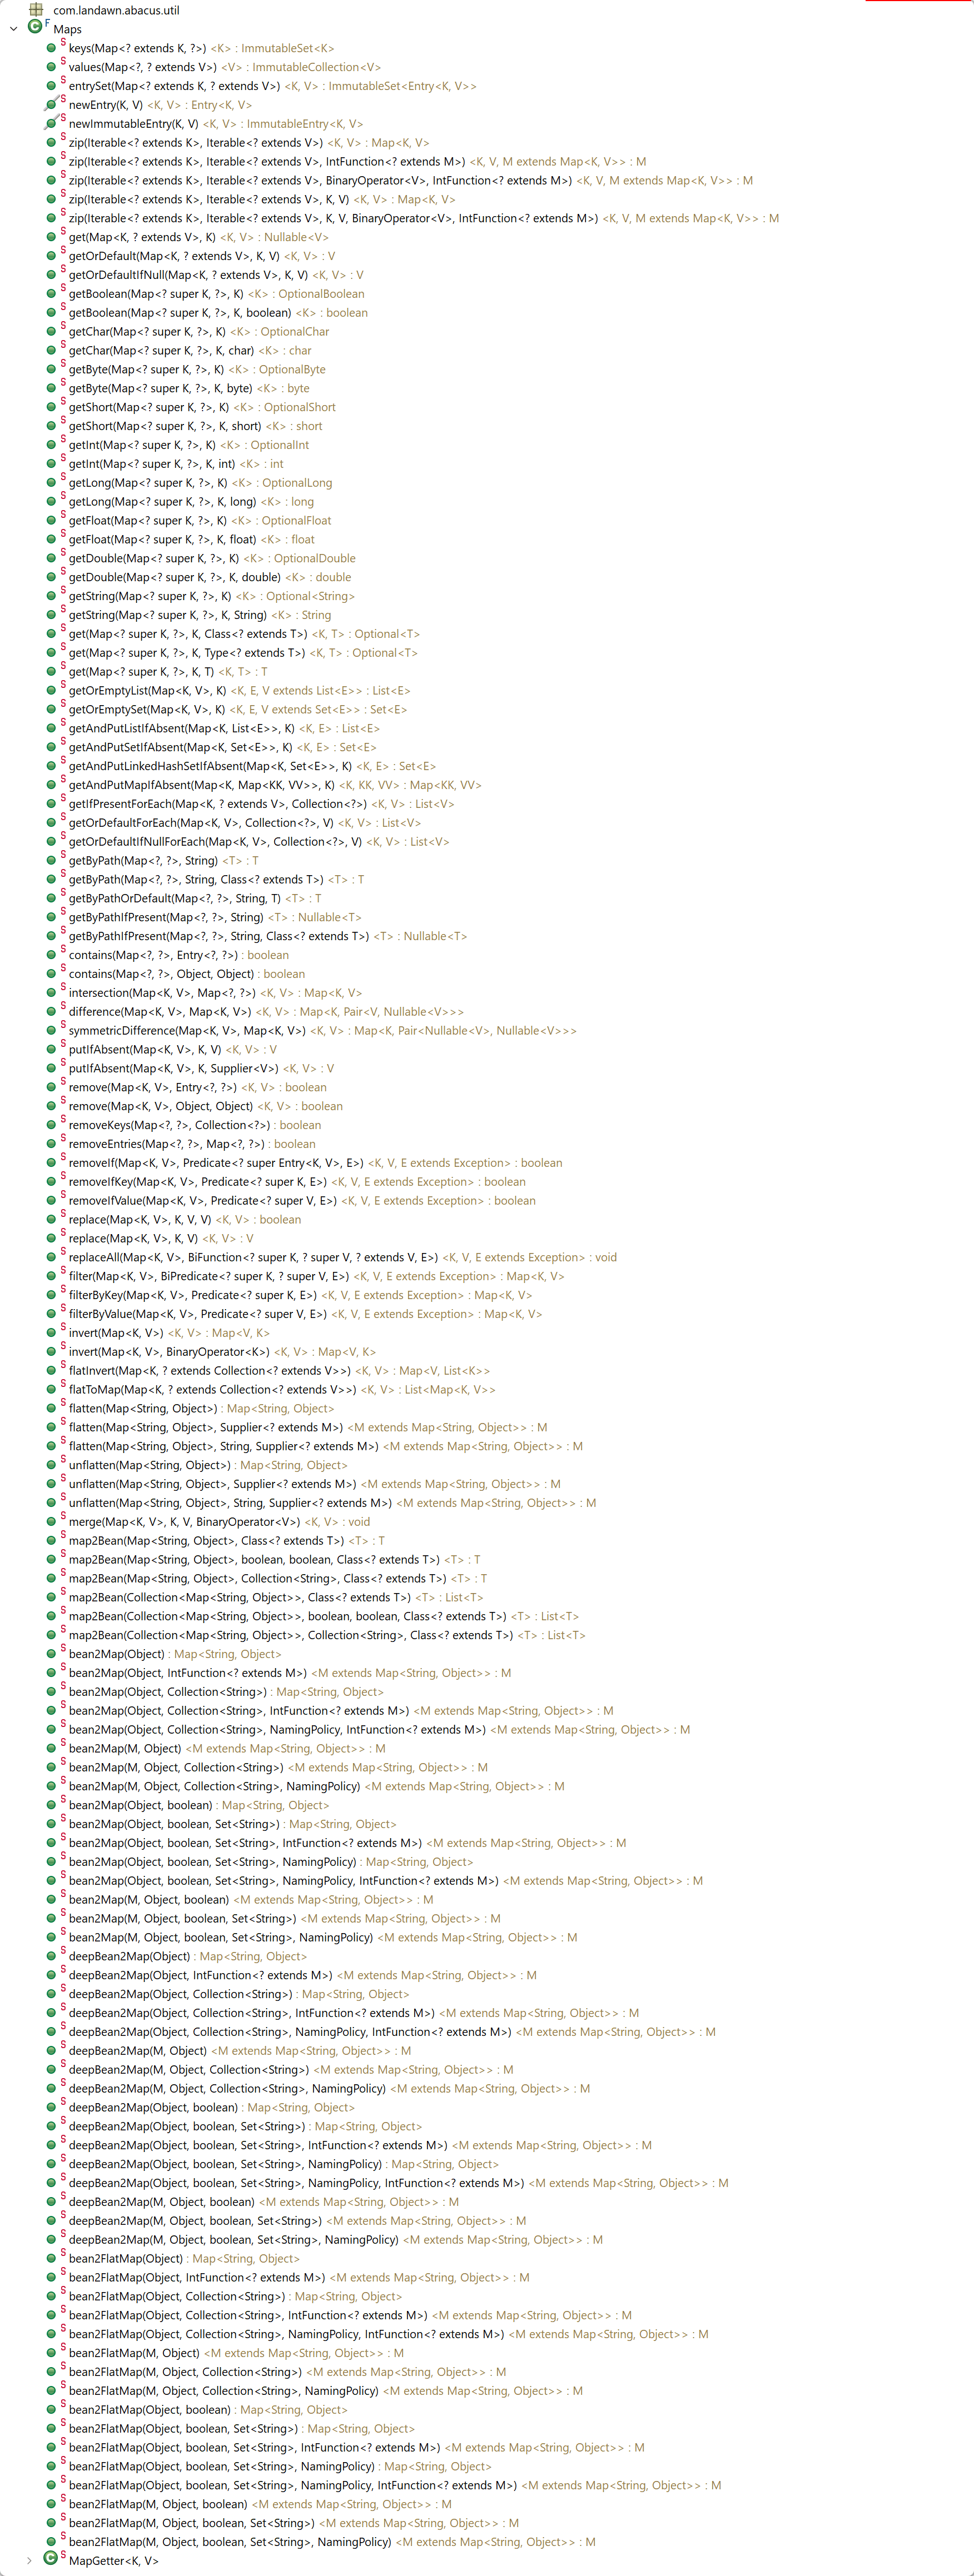 com.landawn.abacus.util
Maps
keys(Map<? extends K, ?>) <K> : ImmutableSet<K>
values(Map<?, ? extends V>) <V> : ImmutableCollection<V>
entrySet(Map<? extends K, ? extends V>) <K, V> : ImmutableSet<Entry<K, V>>
newEntry(K, V) <K, V> : Entry<K, V>
newImmutableEntry(K, V) <K, V> : ImmutableEntry<K, V>
zip(Iterable<? extends K>, Iterable<? extends V>) <K, V> : Map<K, V>
zip(Iterable<? extends K>, Iterable<? extends V>, IntFunction<? extends M>) <K, V, M extends Map<K, V>> : M
zip(Iterable<? extends K>, Iterable<? extends V>, BinaryOperator<V>, IntFunction<? extends M>) <K, V, M extends Map<K, V>> : M
zip(Iterable<? extends K>, Iterable<? extends V>, K, V) <K, V> : Map<K, V>
zip(Iterable<? extends K>, Iterable<? extends V>, K, V, BinaryOperator<V>, IntFunction<? extends M>) <K, V, M extends Map<K, V>> : M
get(Map<K, ? extends V>, K) <K, V> : Nullable<V>
getOrDefault(Map<K, ? extends V>, K, V) <K, V> : V
getOrDefaultIfNull(Map<K, ? extends V>, K, V) <K, V> : V
getBoolean(Map<? super K, ?>, K) <K> : OptionalBoolean
getBoolean(Map<? super K, ?>, K, boolean) <K> : boolean
getChar(Map<? super K, ?>, K) <K> : OptionalChar
getChar(Map<? super K, ?>, K, char) <K> : char
getByte(Map<? super K, ?>, K) <K> : OptionalByte
getByte(Map<? super K, ?>, K, byte) <K> : byte
getShort(Map<? super K, ?>, K) <K> : OptionalShort
getShort(Map<? super K, ?>, K, short) <K> : short
getInt(Map<? super K, ?>, K) <K> : OptionalInt
getInt(Map<? super K, ?>, K, int) <K> : int
getLong(Map<? super K, ?>, K) <K> : OptionalLong
getLong(Map<? super K, ?>, K, long) <K> : long
getFloat(Map<? super K, ?>, K) <K> : OptionalFloat
getFloat(Map<? super K, ?>, K, float) <K> : float
getDouble(Map<? super K, ?>, K) <K> : OptionalDouble
getDouble(Map<? super K, ?>, K, double) <K> : double
getString(Map<? super K, ?>, K) <K> : Optional<String>
getString(Map<? super K, ?>, K, String) <K> : String
get(Map<? super K, ?>, K, Class<? extends T>) <K, T> : Optional<T>
get(Map<? super K, ?>, K, Type<? extends T>) <K, T> : Optional<T>
get(Map<? super K, ?>, K, T) <K, T> : T
getOrEmptyList(Map<K, V>, K) <K, E, V extends List<E>> : List<E>
getOrEmptySet(Map<K, V>, K) <K, E, V extends Set<E>> : Set<E>
getAndPutListIfAbsent(Map<K, List<E>>, K) <K, E> : List<E>
getAndPutSetIfAbsent(Map<K, Set<E>>, K) <K, E> : Set<E>
getAndPutLinkedHashSetIfAbsent(Map<K, Set<E>>, K) <K, E> : Set<E>
getAndPutMapIfAbsent(Map<K, Map<KK, VV>>, K) <K, KK, VV> : Map<KK, VV>
getIfPresentForEach(Map<K, ? extends V>, Collection<?>) <K, V> : List<V>
getOrDefaultForEach(Map<K, V>, Collection<?>, V) <K, V> : List<V>
getOrDefaultIfNullForEach(Map<K, V>, Collection<?>, V) <K, V> : List<V>
getByPath(Map<?, ?>, String) <T> : T
getByPath(Map<?, ?>, String, Class<? extends T>) <T> : T
getByPathOrDefault(Map<?, ?>, String, T) <T> : T
getByPathIfPresent(Map<?, ?>, String) <T> : Nullable<T>
getByPathIfPresent(Map<?, ?>, String, Class<? extends T>) <T> : Nullable<T>
contains(Map<?, ?>, Entry<?, ?>) : boolean
contains(Map<?, ?>, Object, Object) : boolean
intersection(Map<K, V>, Map<?, ?>) <K, V> : Map<K, V>
difference(Map<K, V>, Map<K, V>) <K, V> : Map<K, Pair<V, Nullable<V>>>
symmetricDifference(Map<K, V>, Map<K, V>) <K, V> : Map<K, Pair<Nullable<V>, Nullable<V>>>
putIfAbsent(Map<K, V>, K, V) <K, V> : V
putIfAbsent(Map<K, V>, K, Supplier<V>) <K, V> : V
remove(Map<K, V>, Entry<?, ?>) <K, V> : boolean
remove(Map<K, V>, Object, Object) <K, V> : boolean
removeKeys(Map<?, ?>, Collection<?>) : boolean
removeEntries(Map<?, ?>, Map<?, ?>) : boolean
removeIf(Map<K, V>, Predicate<? super Entry<K, V>, E>) <K, V, E extends Exception> : boolean
removeIfKey(Map<K, V>, Predicate<? super K, E>) <K, V, E extends Exception> : boolean
removeIfValue(Map<K, V>, Predicate<? super V, E>) <K, V, E extends Exception> : boolean
replace(Map<K, V>, K, V, V) <K, V> : boolean
replace(Map<K, V>, K, V) <K, V> : V
replaceAll(Map<K, V>, BiFunction<? super K, ? super V, ? extends V, E>) <K, V, E extends Exception> : void
filter(Map<K, V>, BiPredicate<? super K, ? super V, E>) <K, V, E extends Exception> : Map<K, V>
filterByKey(Map<K, V>, Predicate<? super K, E>) <K, V, E extends Exception> : Map<K, V>
filterByValue(Map<K, V>, Predicate<? super V, E>) <K, V, E extends Exception> : Map<K, V>
invert(Map<K, V>) <K, V> : Map<V, K>
invert(Map<K, V>, BinaryOperator<K>) <K, V> : Map<V, K>
flatInvert(Map<K, ? extends Collection<? extends V>>) <K, V> : Map<V, List<K>>
flatToMap(Map<K, ? extends Collection<? extends V>>) <K, V> : List<Map<K, V>>
flatten(Map<String, Object>) : Map<String, Object>
flatten(Map<String, Object>, Supplier<? extends M>) <M extends Map<String, Object>> : M
flatten(Map<String, Object>, String, Supplier<? extends M>) <M extends Map<String, Object>> : M
unflatten(Map<String, Object>) : Map<String, Object>
unflatten(Map<String, Object>, Supplier<? extends M>) <M extends Map<String, Object>> : M
unflatten(Map<String, Object>, String, Supplier<? extends M>) <M extends Map<String, Object>> : M
merge(Map<K, V>, K, V, BinaryOperator<V>) <K, V> : void
map2Bean(Map<String, Object>, Class<? extends T>) <T> : T
map2Bean(Map<String, Object>, boolean, boolean, Class<? extends T>) <T> : T
map2Bean(Map<String, Object>, Collection<String>, Class<? extends T>) <T> : T
map2Bean(Collection<Map<String, Object>>, Class<? extends T>) <T> : List<T>
map2Bean(Collection<Map<String, Object>>, boolean, boolean, Class<? extends T>) <T> : List<T>
map2Bean(Collection<Map<String, Object>>, Collection<String>, Class<? extends T>) <T> : List<T>
bean2Map(Object) : Map<String, Object>
bean2Map(Object, IntFunction<? extends M>) <M extends Map<String, Object>> : M
bean2Map(Object, Collection<String>) : Map<String, Object>
bean2Map(Object, Collection<String>, IntFunction<? extends M>) <M extends Map<String, Object>> : M
bean2Map(Object, Collection<String>, NamingPolicy, IntFunction<? extends M>) <M extends Map<String, Object>> : M
bean2Map(M, Object) <M extends Map<String, Object>> : M
bean2Map(M, Object, Collection<String>) <M extends Map<String, Object>> : M
bean2Map(M, Object, Collection<String>, NamingPolicy) <M extends Map<String, Object>> : M
bean2Map(Object, boolean) : Map<String, Object>
bean2Map(Object, boolean, Set<String>) : Map<String, Object>
bean2Map(Object, boolean, Set<String>, IntFunction<? extends M>) <M extends Map<String, Object>> : M
bean2Map(Object, boolean, Set<String>, NamingPolicy) : Map<String, Object>
bean2Map(Object, boolean, Set<String>, NamingPolicy, IntFunction<? extends M>) <M extends Map<String, Object>> : M
bean2Map(M, Object, boolean) <M extends Map<String, Object>> : M
bean2Map(M, Object, boolean, Set<String>) <M extends Map<String, Object>> : M
bean2Map(M, Object, boolean, Set<String>, NamingPolicy) <M extends Map<String, Object>> : M
deepBean2Map(Object) : Map<String, Object>
deepBean2Map(Object, IntFunction<? extends M>) <M extends Map<String, Object>> : M
deepBean2Map(Object, Collection<String>) : Map<String, Object>
deepBean2Map(Object, Collection<String>, IntFunction<? extends M>) <M extends Map<String, Object>> : M
deepBean2Map(Object, Collection<String>, NamingPolicy, IntFunction<? extends M>) <M extends Map<String, Object>> : M
deepBean2Map(M, Object) <M extends Map<String, Object>> : M
deepBean2Map(M, Object, Collection<String>) <M extends Map<String, Object>> : M
deepBean2Map(M, Object, Collection<String>, NamingPolicy) <M extends Map<String, Object>> : M
deepBean2Map(Object, boolean) : Map<String, Object>
deepBean2Map(Object, boolean, Set<String>) : Map<String, Object>
deepBean2Map(Object, boolean, Set<String>, IntFunction<? extends M>) <M extends Map<String, Object>> : M
deepBean2Map(Object, boolean, Set<String>, NamingPolicy) : Map<String, Object>
deepBean2Map(Object, boolean, Set<String>, NamingPolicy, IntFunction<? extends M>) <M extends Map<String, Object>> : M
deepBean2Map(M, Object, boolean) <M extends Map<String, Object>> : M
deepBean2Map(M, Object, boolean, Set<String>) <M extends Map<String, Object>> : M
deepBean2Map(M, Object, boolean, Set<String>, NamingPolicy) <M extends Map<String, Object>> : M
bean2FlatMap(Object) : Map<String, Object>
bean2FlatMap(Object, IntFunction<? extends M>) <M extends Map<String, Object>> : M
bean2FlatMap(Object, Collection<String>) : Map<String, Object>
bean2FlatMap(Object, Collection<String>, IntFunction<? extends M>) <M extends Map<String, Object>> : M
bean2FlatMap(Object, Collection<String>, NamingPolicy, IntFunction<? extends M>) <M extends Map<String, Object>> : M
bean2FlatMap(M, Object) <M extends Map<String, Object>> : M
bean2FlatMap(M, Object, Collection<String>) <M extends Map<String, Object>> : M
bean2FlatMap(M, Object, Collection<String>, NamingPolicy) <M extends Map<String, Object>> : M
bean2FlatMap(Object, boolean) : Map<String, Object>
bean2FlatMap(Object, boolean, Set<String>) : Map<String, Object>
bean2FlatMap(Object, boolean, Set<String>, IntFunction<? extends M>) <M extends Map<String, Object>> : M
bean2FlatMap(Object, boolean, Set<String>, NamingPolicy) : Map<String, Object>
bean2FlatMap(Object, boolean, Set<String>, NamingPolicy, IntFunction<? extends M>) <M extends Map<String, Object>> : M
bean2FlatMap(M, Object, boolean) <M extends Map<String, Object>> : M
bean2FlatMap(M, Object, boolean, Set<String>) <M extends Map<String, Object>> : M
bean2FlatMap(M, Object, boolean, Set<String>, NamingPolicy) <M extends Map<String, Object>> : M
MapGetter<K, V>